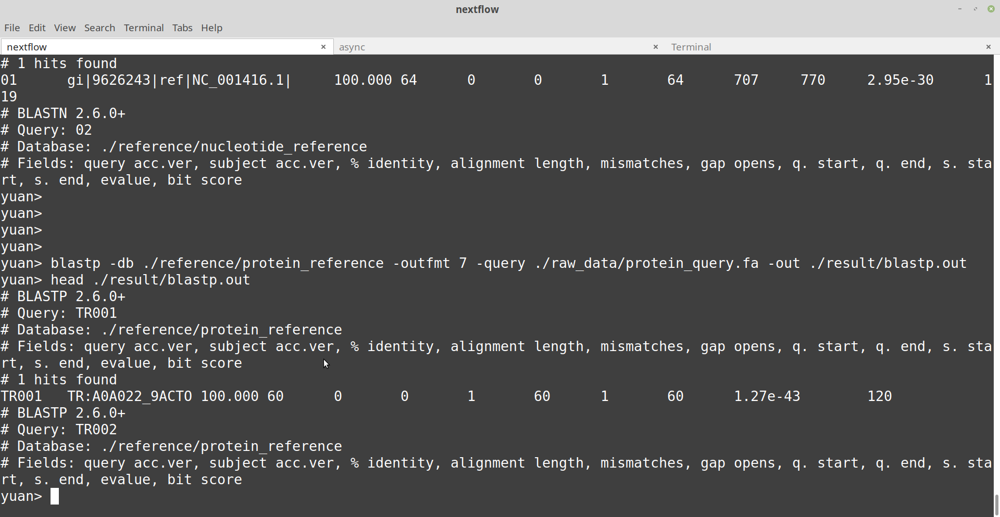 nextflow
File Edit View Search Terminal Tabs Help
nextflow × async × Terminal ×
# 1 hits found
01      gi|9626243|ref|NC_001416.1|     100.000 64      0       0       1       64      707     770     2.95e-30      1
19
# BLASTN 2.6.0+
# Query: 02
# Database: ./reference/nucleotide_reference
# Fields: query acc.ver, subject acc.ver, % identity, alignment length, mismatches, gap opens, q. start, q. end, s. sta
rt, s. end, evalue, bit score
yuan>
yuan>
yuan>
yuan>
yuan> blastp -db ./reference/protein_reference -outfmt 7 -query ./raw_data/protein_query.fa -out ./result/blastp.out
yuan> head ./result/blastp.out
# BLASTP 2.6.0+
# Query: TR001
# Database: ./reference/protein_reference
# Fields: query acc.ver, subject acc.ver, % identity, alignment length, mismatches, gap opens, q. start, q. end, s. sta
rt, s. end, evalue, bit score
# 1 hits found
TR001   TR:A0A022_9ACTO 100.000 60      0       0       1       60      1       60      1.27e-43        120
# BLASTP 2.6.0+
# Query: TR002
# Database: ./reference/protein_reference
# Fields: query acc.ver, subject acc.ver, % identity, alignment length, mismatches, gap opens, q. start, q. end, s. sta
rt, s. end, evalue, bit score
yuan>